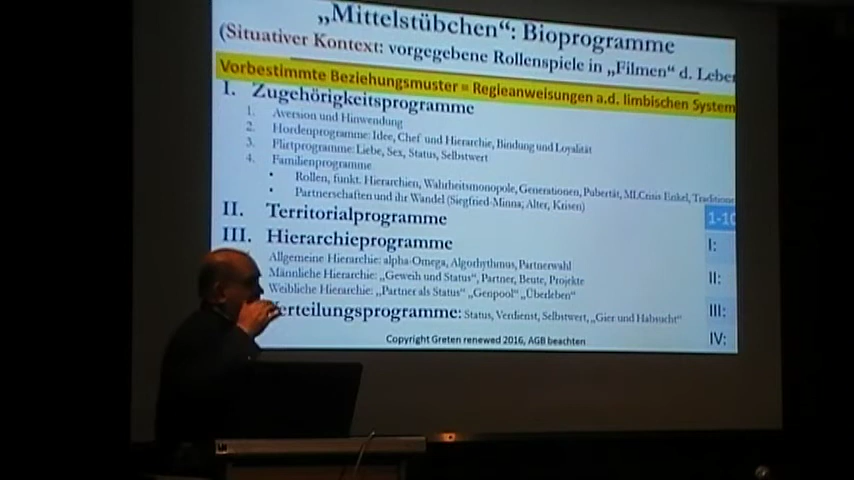 „Mittelstübchen“: Bioprogramme
(Situativer Kontext: vorgegebene Rollenspiele in „Filmen“ d. Leber
Vorbestimmte Beziehungsmuster = Regieanweisungen a.d. limbischen System
I. Zugehörigkeitsprogramme
1. Aversion und Hinwendung
2. Hordenprogramme: Idee, Chef und Hierarchie, Bindung und Loyalität
3. Flirtprogramme: Liebe, Sex, Status, Selbstwert
4. Familienprogramme
• Rollen, funkt. Hierarchien, Wahrheitsmonopole, Generationen, Pubertät, MLCrisis Enkel, Traditione
• Partnerschaften und ihr Wandel (Siegfried-Minna; Alter, Krisen)
II. Territorialprogramme
1-10
III. Hierarchieprogramme
I:
Allgemeine Hierarchie: alpha-Omega, Algorhythmus, Partnerwahl
Männliche Hierarchie: „Geweih und Status“, Partner, Beute, Projekte
II:
Weibliche Hierarchie: „Partner als Status“ „Genpool“ „Überleben“
erteilungsprogramme: Status, Verdienst, Selbstwert, „Gier und Habsucht“
III:
Copyright Greten renewed 2016, AGB beachten
IV: